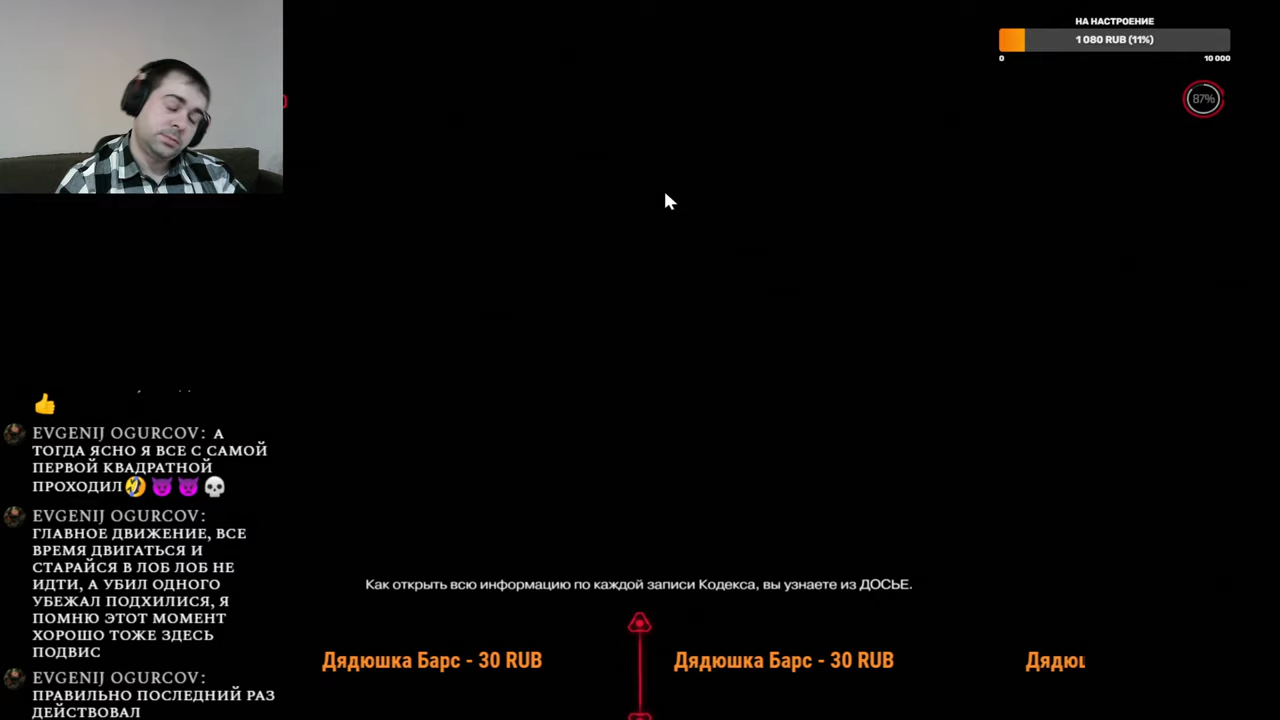 НА НАСТРОЕНИЕ
1 080 RUB (11%)
0
10 000
87%
EVGENIJ OGURCOV: А
ТОГДА ЯСНО Я ВСЕ С САМОЙ
ПЕРВОЙ КВАДРАТНОЙ
ПРОХОДИЛ🤣😈😈💀
EVGENIJ OGURCOV:
ГЛАВНОЕ ДВИЖЕНИЕ, ВСЕ
ВРЕМЯ ДВИГАТЬСЯ И
СТАРАЙСЯ В ЛОБ ЛОБ НЕ
ИДТИ, А УБИЛ ОДНОГО
УБЕЖАЛ ПОДХИЛИСЯ, Я
ПОМНЮ ЭТОТ МОМЕНТ
ХОРОШО ТОЖЕ ЗДЕСЬ
ПОДВИС
EVGENIJ OGURCOV:
ПРАВИЛЬНО ПОСЛЕДНИЙ РАЗ
ДЕЙСТВОВАЛ
Как открыть всю информацию по каждой записи Кодекса, вы узнаете из ДОСЬЕ.
Дядюшка Барс - 30 RUB
Дядюшка Барс - 30 RUB